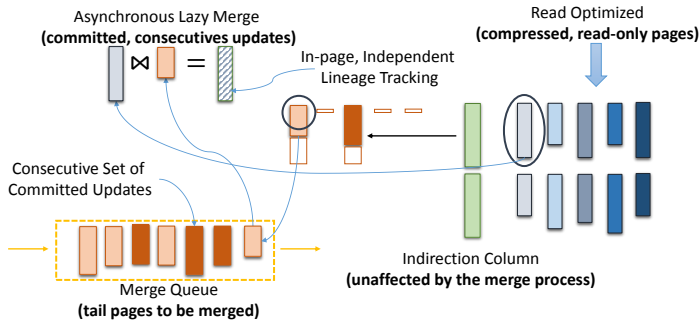 Asynchronous Lazy Merge
(committed, consecutives updates)
Read Optimized
(compressed, read-only pages)
In-page, Independent
Lineage Tracking
Consecutive Set of
Committed Updates
Indirection Column
(unaffected by the merge process)
Merge Queue
(tail pages to be merged)